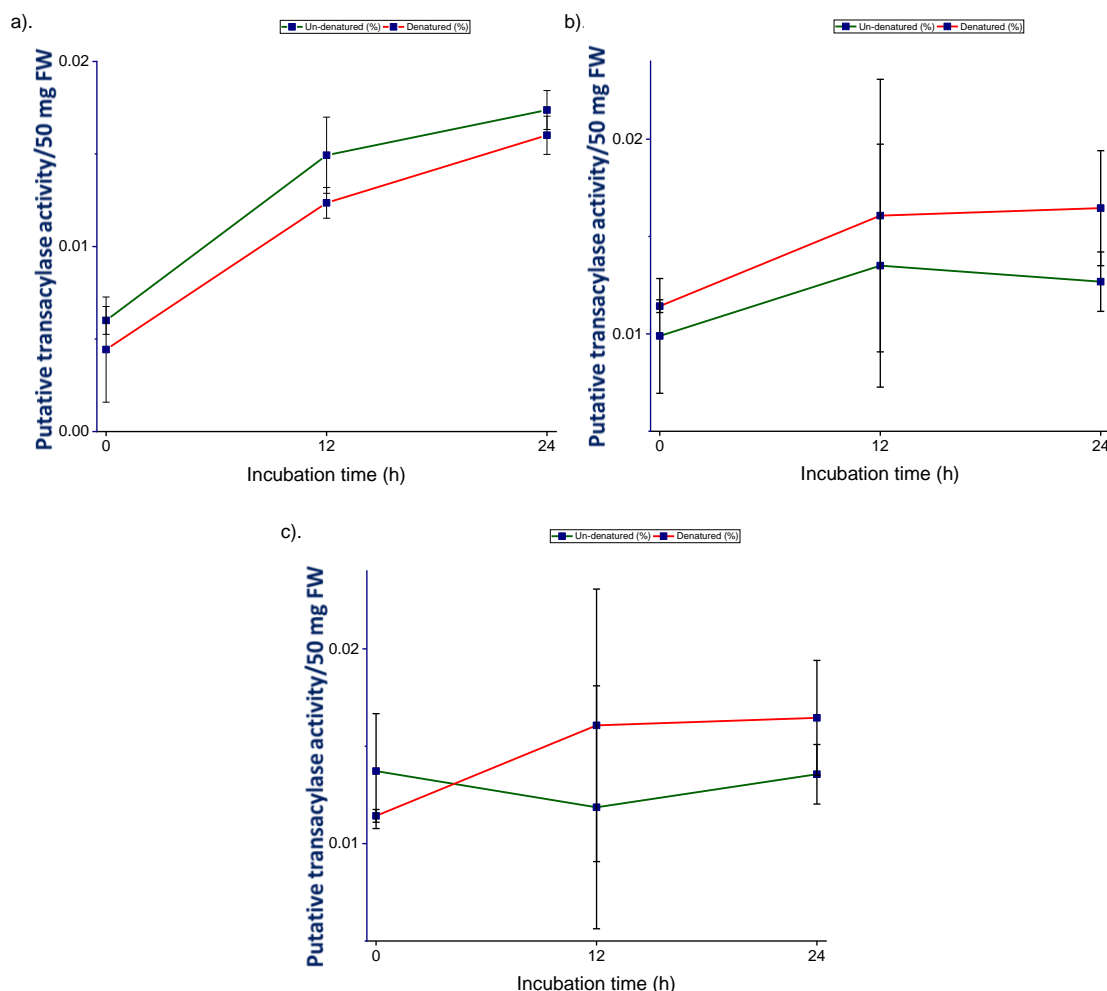 a).
Un-denatured (%) Denatured (%)
Putative transacylase activity/50 mg FW
0.02
0.01
0.00
0 12 24
Incubation time (h)
b).
Un-denatured (%) Denatured (%)
Putative transacylase activity/50 mg FW
0.02
0.01
0 12 24
Incubation time (h)
c).
Un-denatured (%) Denatured (%)
Putative transacylase activity/50 mg FW
0.02
0.01
0 12 24
Incubation time (h)